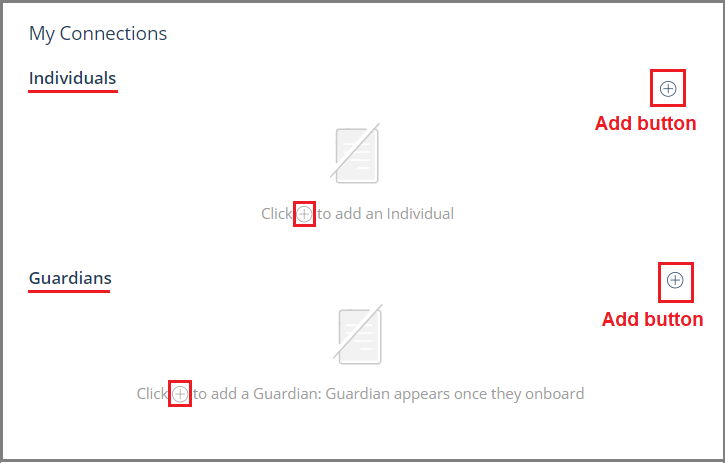 My Connections
Individuals
Add button
Click to add an Individual
Guardians
Add button
Click to add a Guardian: Guardian appears once they onboard